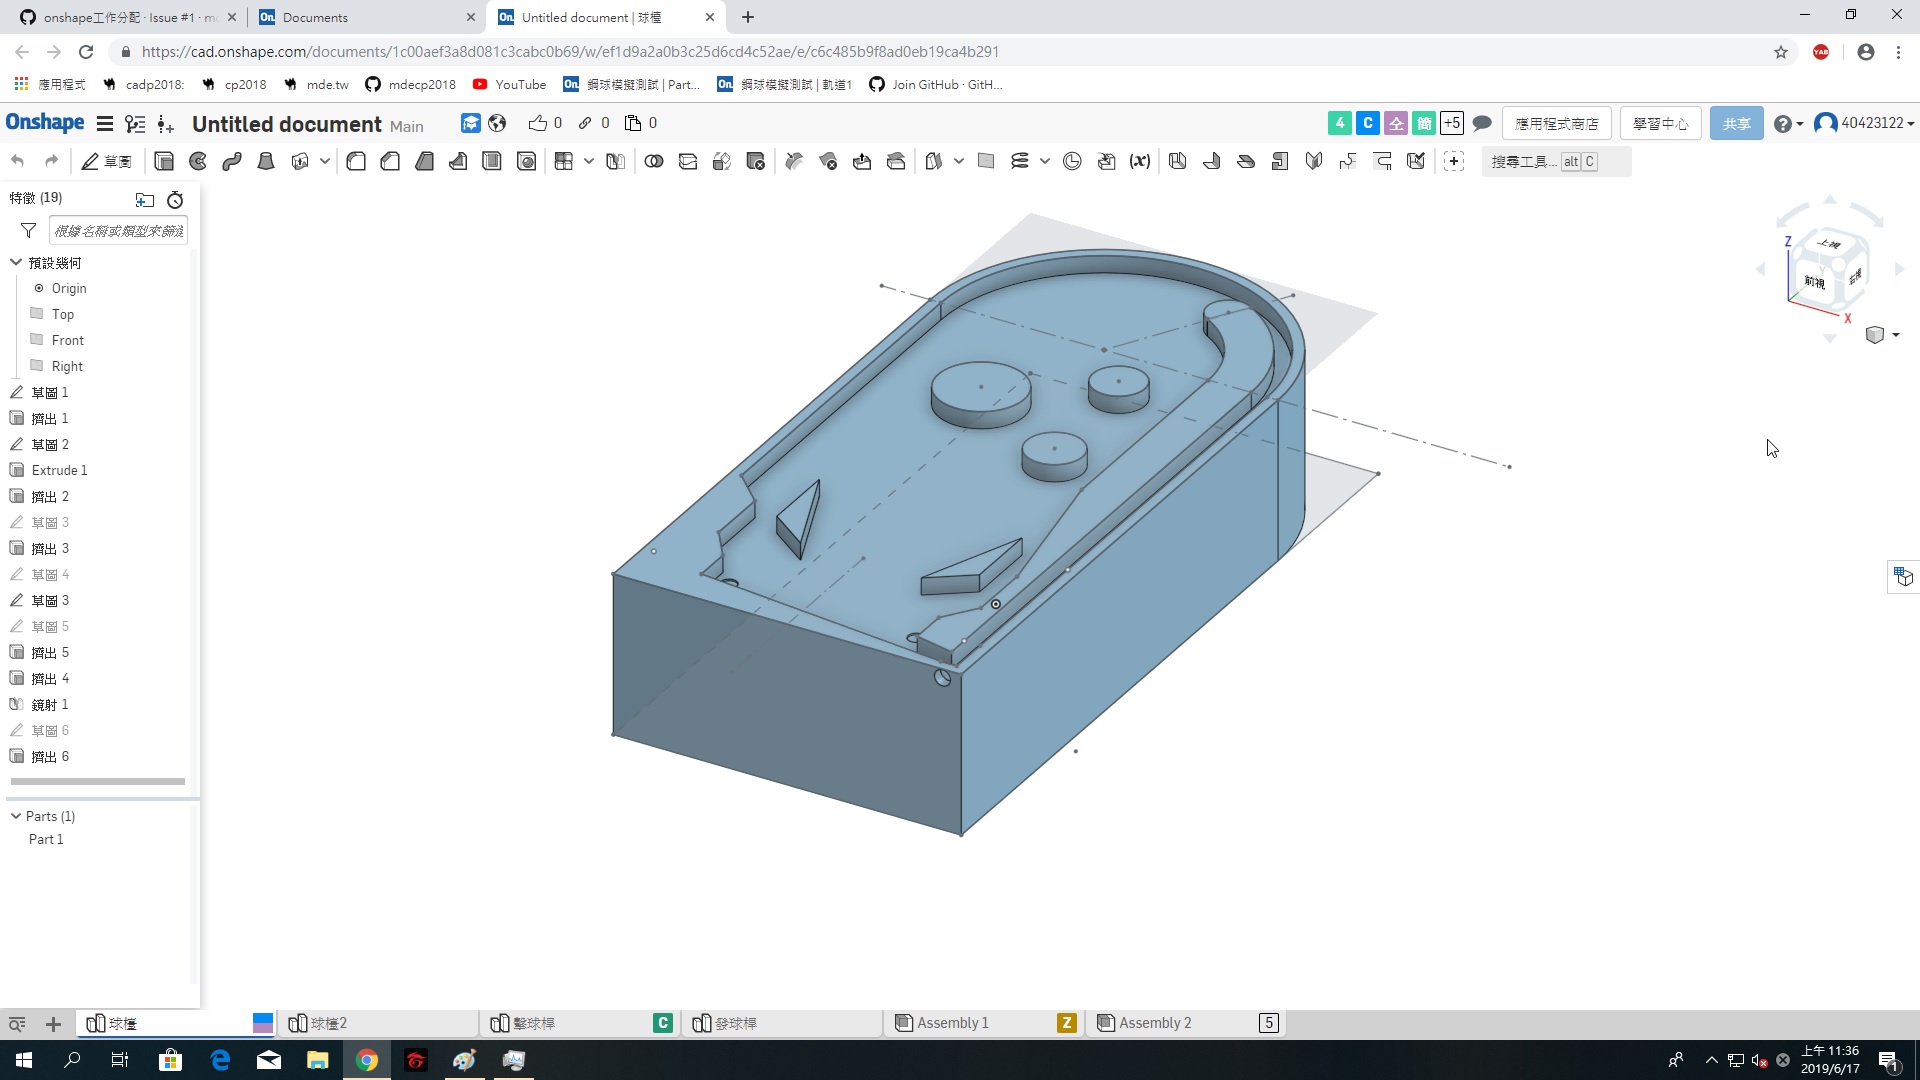 onshape工作分配 · Issue #1 · m
Documents
Untitled document | 球檯
https://cad.onshape.com/documents/1c00aef3a8d081c3cabc0b69/w/ef1d9a2a0b3c25d6cd4c52ae/e/c6c485b9f8ad0eb19ca4b291
YAB
應用程式
cadp2018:
cp2018
mde.tw
mdecp2018
YouTube
On
鋼球模擬測試 | Part...
On
鋼球模擬測試 | 軌道1
Join GitHub · GitH...
Onshape
Untitled document Main
0
0
0
4
C
仝
簡
+5
應用程式商店
學習中心
共享
40423122
草圖
(x)
搜尋工具... alt C
特徵 (19)
根據名稱或類型來篩選
預設幾何
Origin
Top
Front
Right
草圖 1
擠出 1
草圖 2
Extrude 1
擠出 2
草圖 3
擠出 3
草圖 4
草圖 3
草圖 5
擠出 5
擠出 4
鏡射 1
草圖 6
擠出 6
Parts (1)
Part 1
Z
上視
前視
右視
X
球檯
球檯2
擊球桿
C
發球桿
Assembly 1
Z
Assembly 2
5
上午 11:36
2019/6/17
1